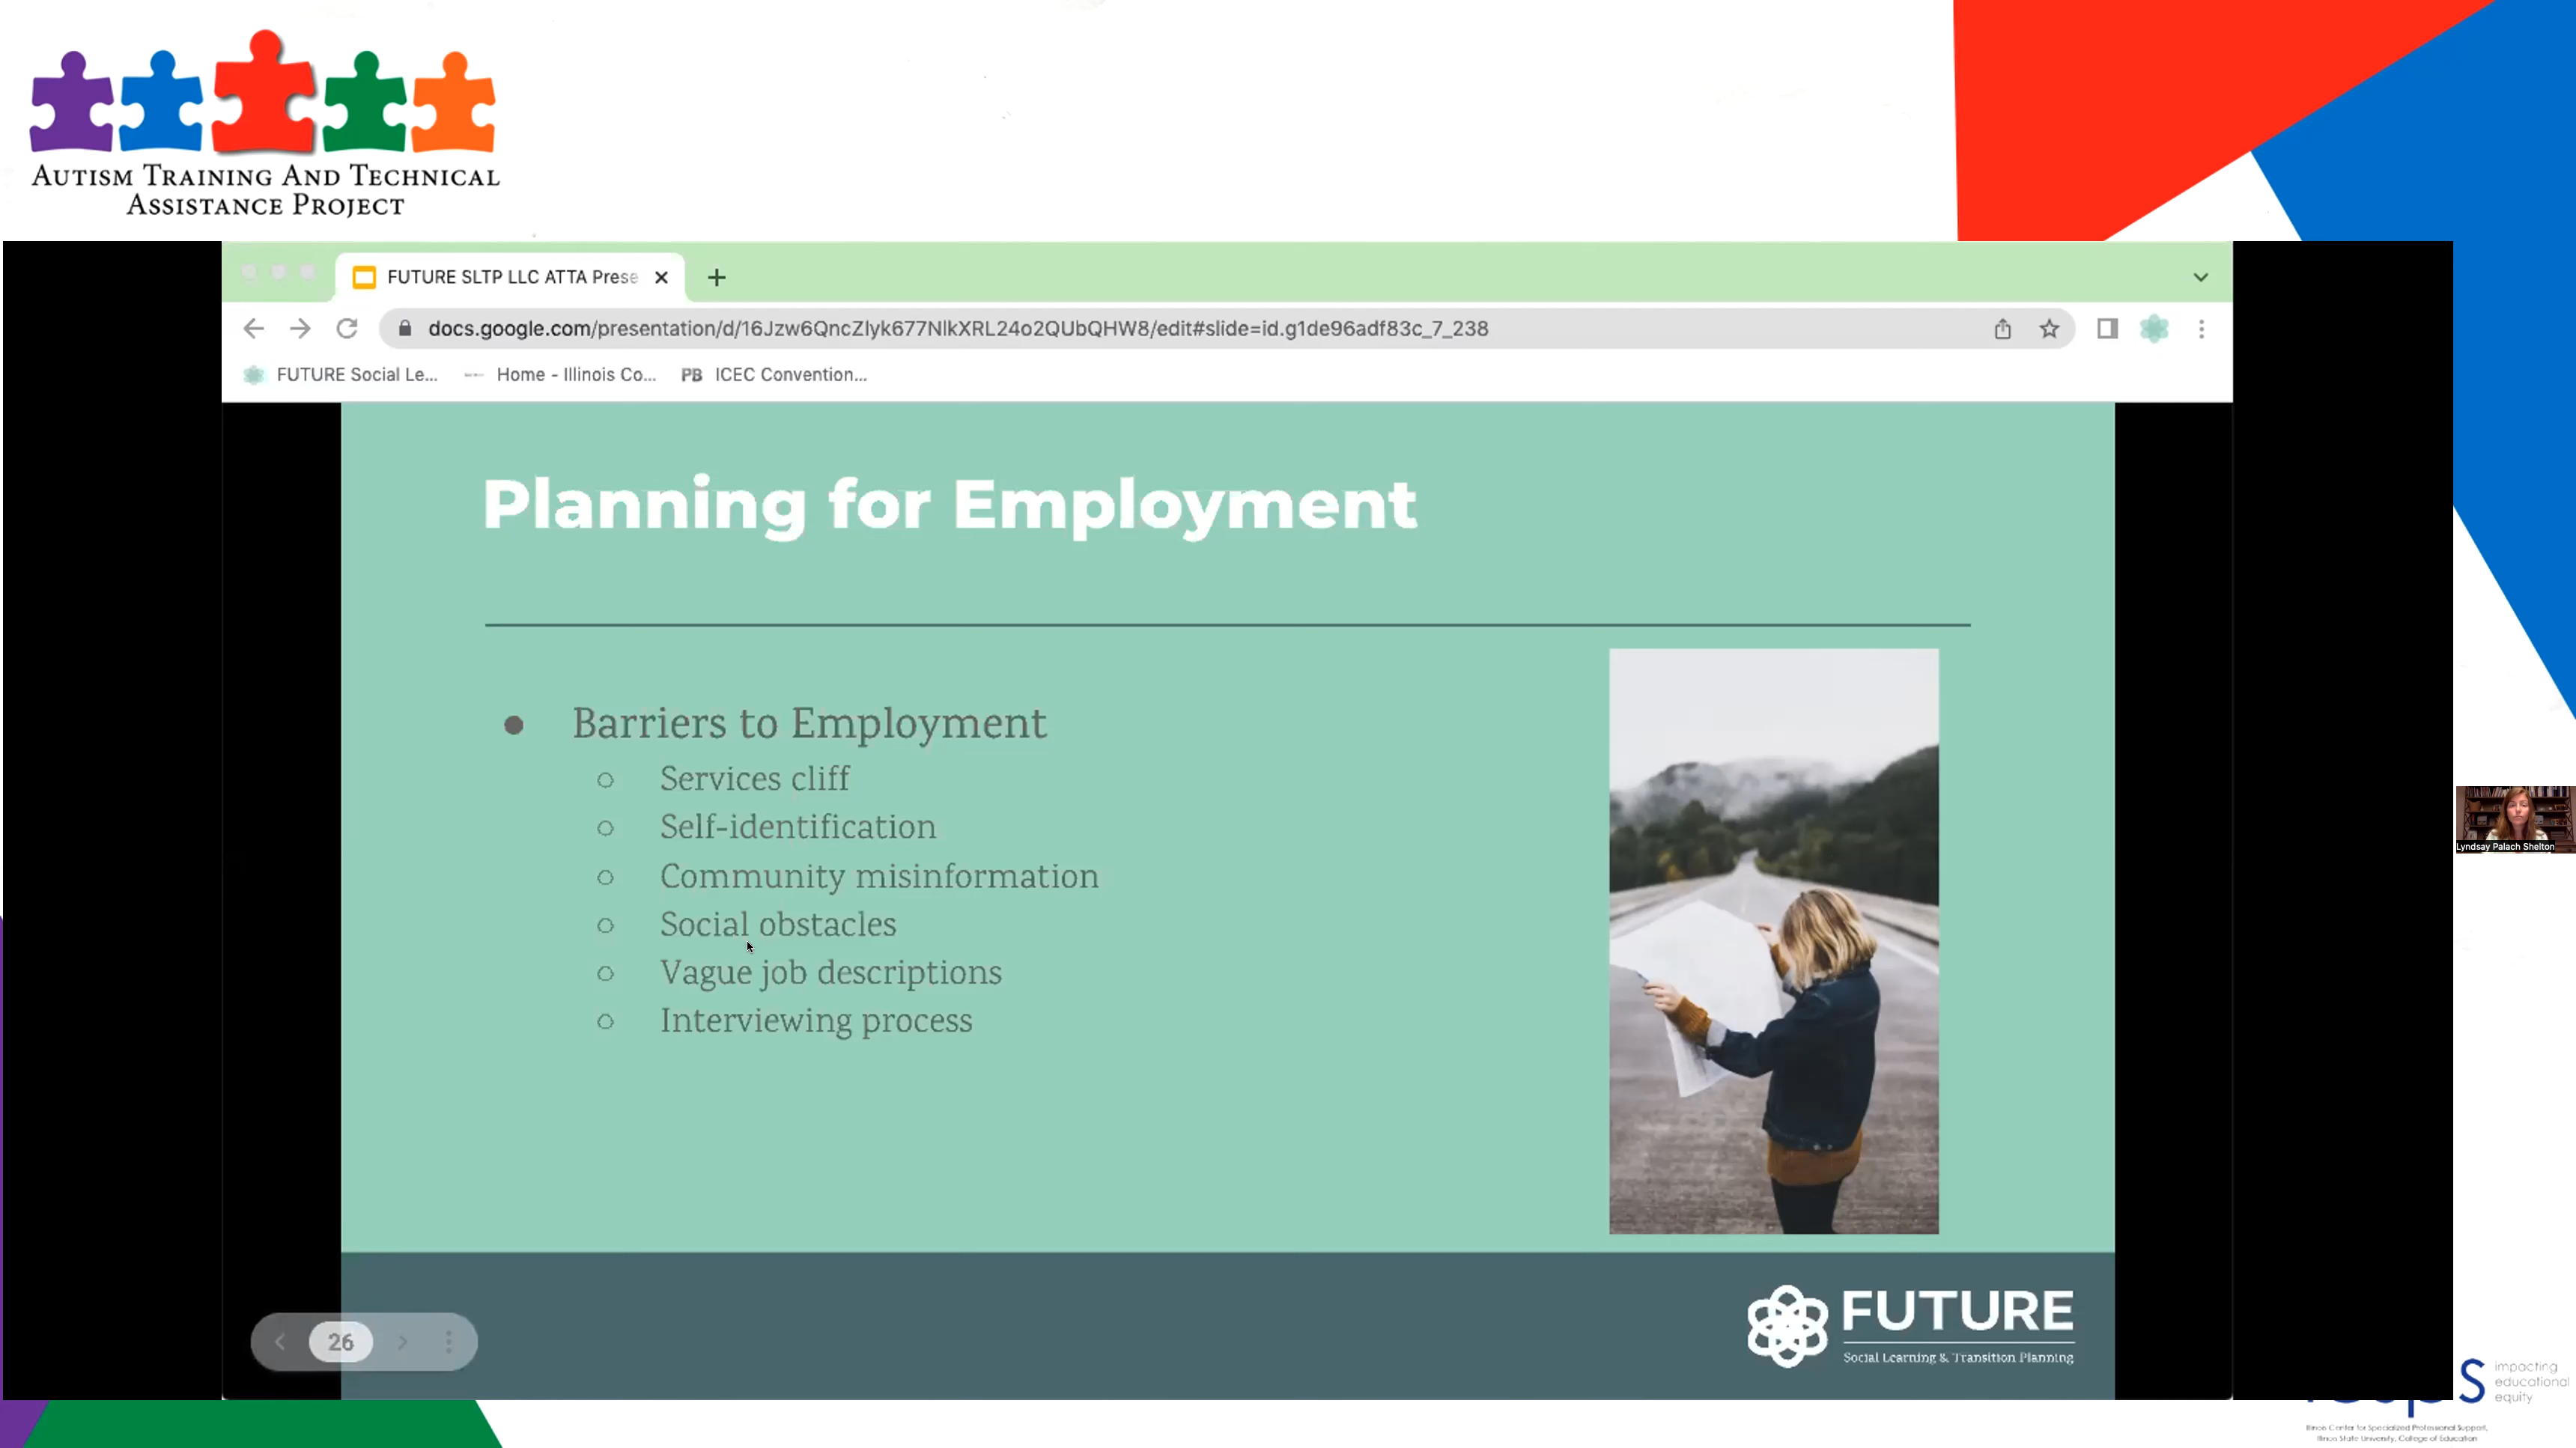 AUTISM TRAINING AND TECHNICAL
ASSISTANCE PROJECT
FUTURE SLTP LLC ATTA Prese
docs.google.com/presentation/d/16Jzw6QncZlyk677NlkXRL24o2QUbQHW8/edit#slide=id.g1de96adf83c_7_238
FUTURE Social Le...
Home - Illinois Co...
PB ICEC Convention...
Planning for Employment
Barriers to Employment
Services cliff
Self-identification
Community misinformation
Social obstacles
Vague job descriptions
Interviewing process
Lyndsay Palach Shelton
26
FUTURE
Social Learning & Transition Planning
S
impacting
educational
equity
Illinois Center for Specialized Professional Support,
Illinois State University, College of Education